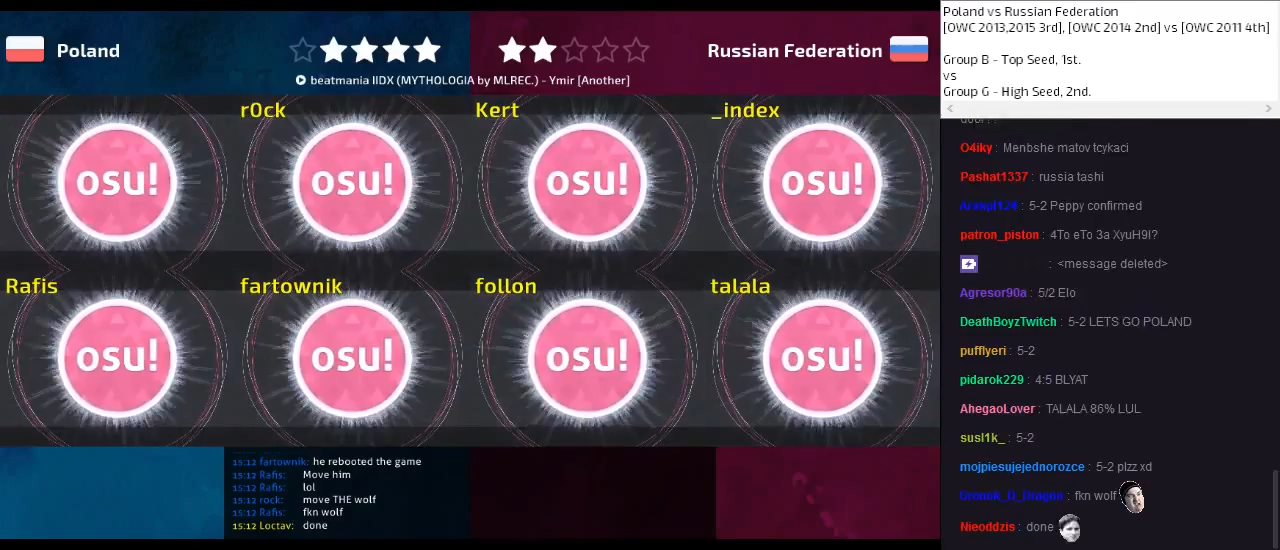 Poland
Russian Federation
beatmania IIDX (MYTHOLOGIA by MLREC.) - Ymir [Another]
r0ck
Kert
_index
osu!
osu!
osu!
osu!
Rafis
fartownik
follon
talala
osu!
osu!
osu!
osu!
15:12 fartownik: he rebooted the game
15:12 Rafis: Move him
15:12 Rafis: lol
15:12 rock: move THE wolf
15:12 Rafis: fkn wolf
15:12 Loctav: done
Poland vs Russian Federation
[OWC 2013,2015 3rd], [OWC 2014 2nd] vs [OWC 2011 4th]
Group B - Top Seed, 1st.
vs
Group G - High Seed, 2nd.
O4iky : Menbshe matov tcykaci
Pashat1337 : russia tashi
: 5-2 Peppy confirmed
patron_piston : 4To eTo 3a XyuH9I?
: <message deleted>
Agresor90a : 5/2 Elo
DeathBoyzTwitch : 5-2 LETS GO POLAND
pufflyeri : 5-2
pidarok229 : 4:5 BLYAT
AhegaoLover : TALALA 86% LUL
susl1k_ : 5-2
mojpiesujejednorozce : 5-2 plzz xd
: fkn wolf
Nieoddzis : done